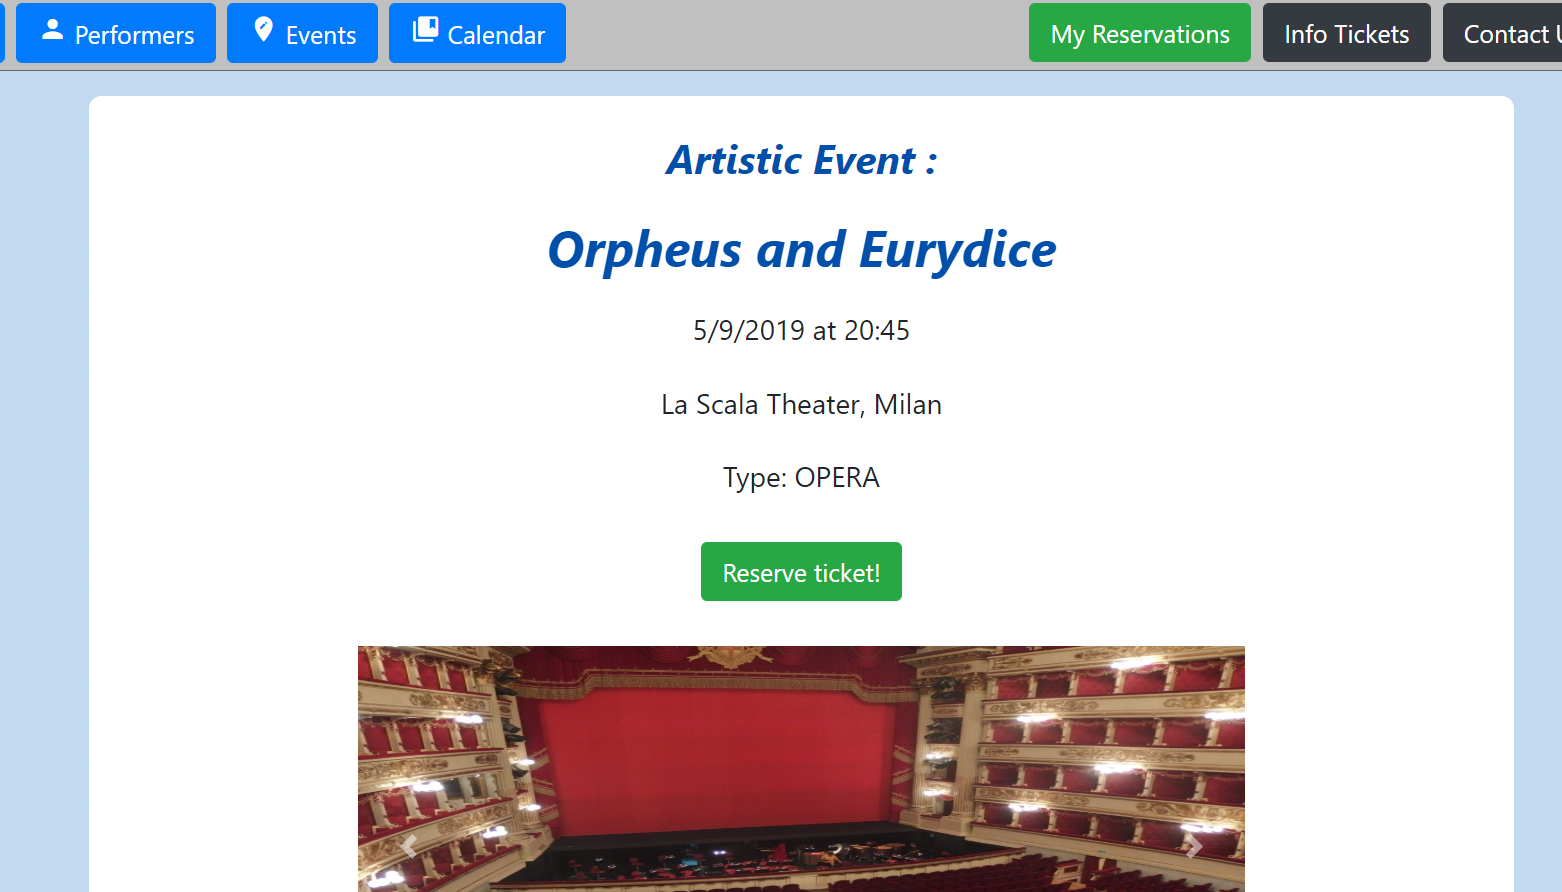 Performers Events Calendar My Reservations Info Tickets Contact
Artistic Event :
Orpheus and Eurydice
5/9/2019 at 20:45
La Scala Theater, Milan
Type: OPERA
Reserve ticket!